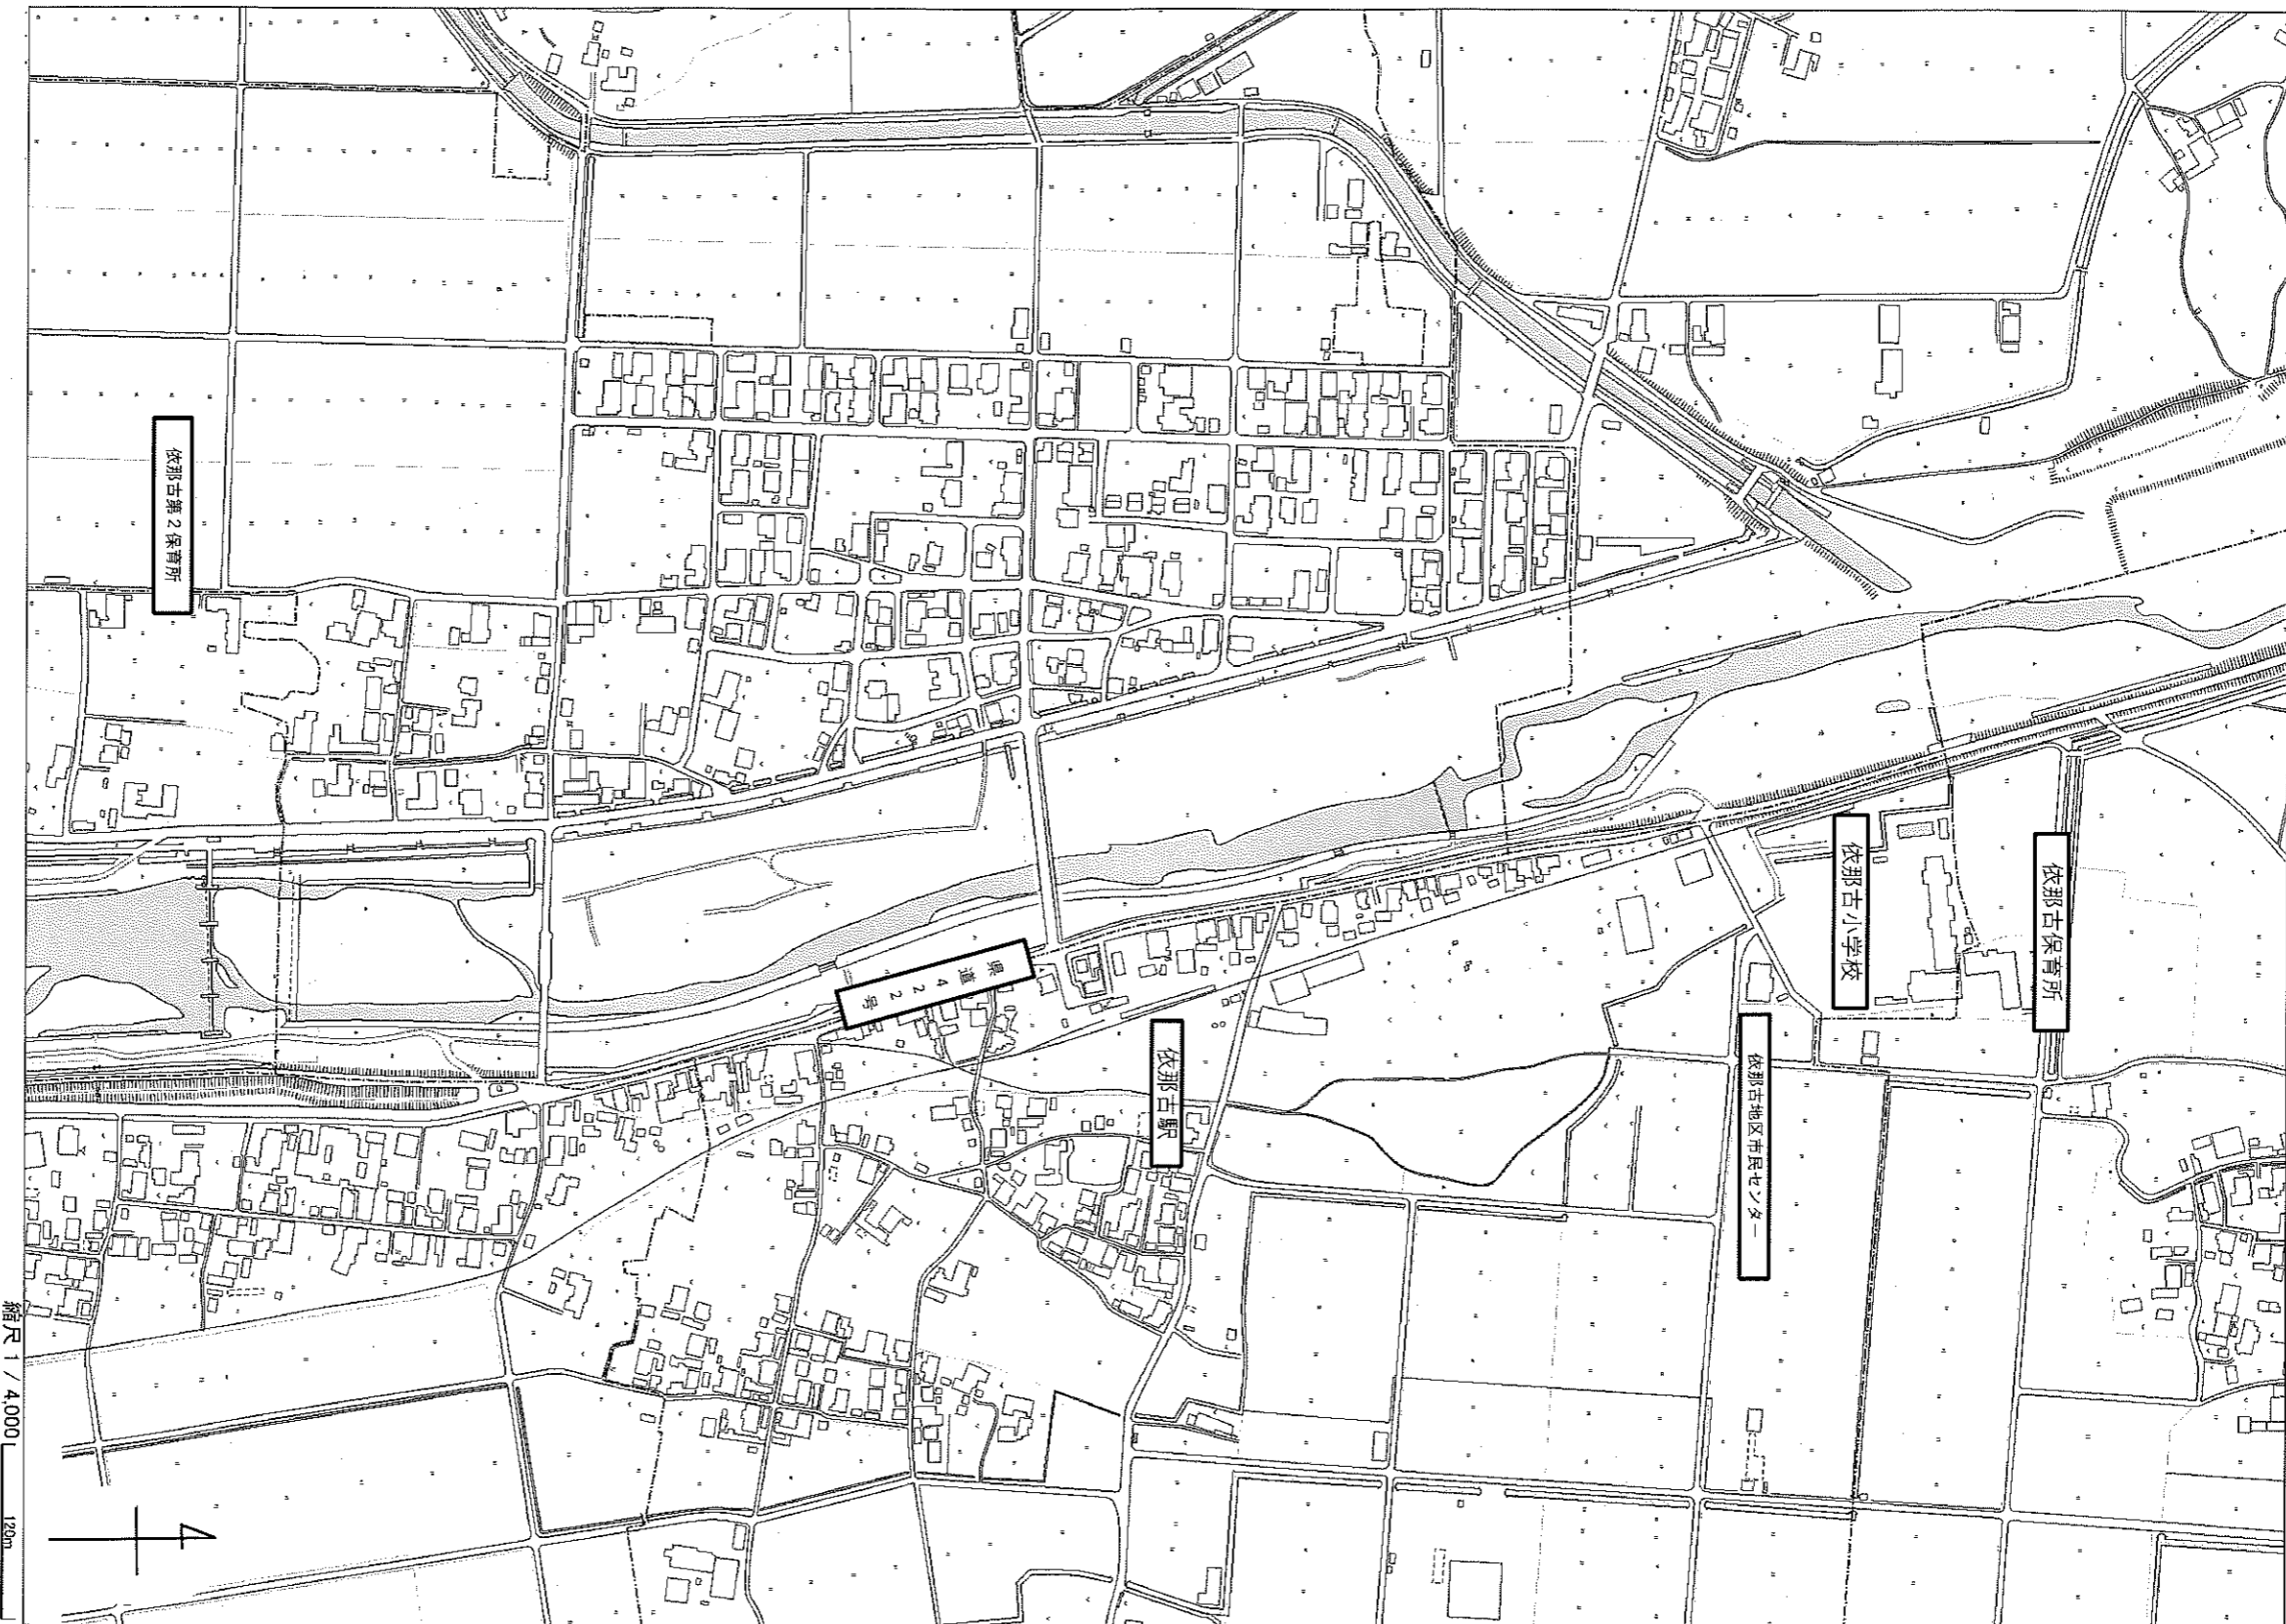 依那古保育所
依那古小学校
依那古地区市民センター
依那古駅
県道422号
依那古第2保育所
縮尺 1 / 4,000
120m